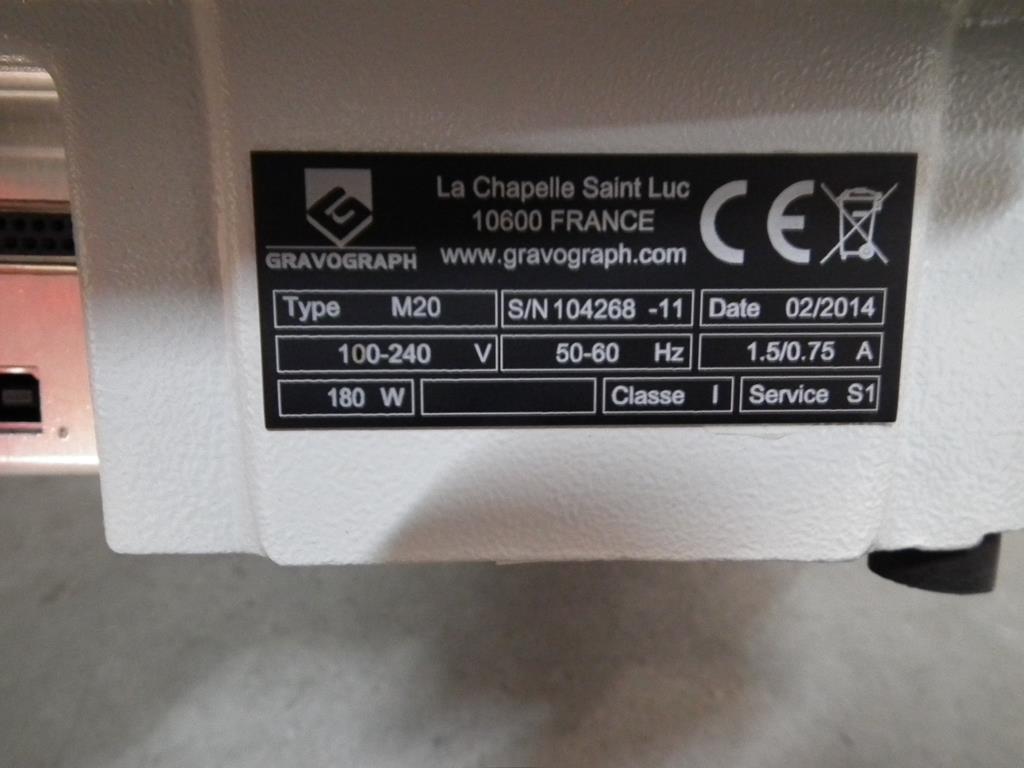 La Chapelle Saint Luc
10600 FRANCE
GRAVOGRAPH www.gravograph.com
CE
Type M20 S/N 104268 -11 Date 02/2014
100-240 V 50-60 Hz 1.5/0.75 A
180 W Classe I Service S1